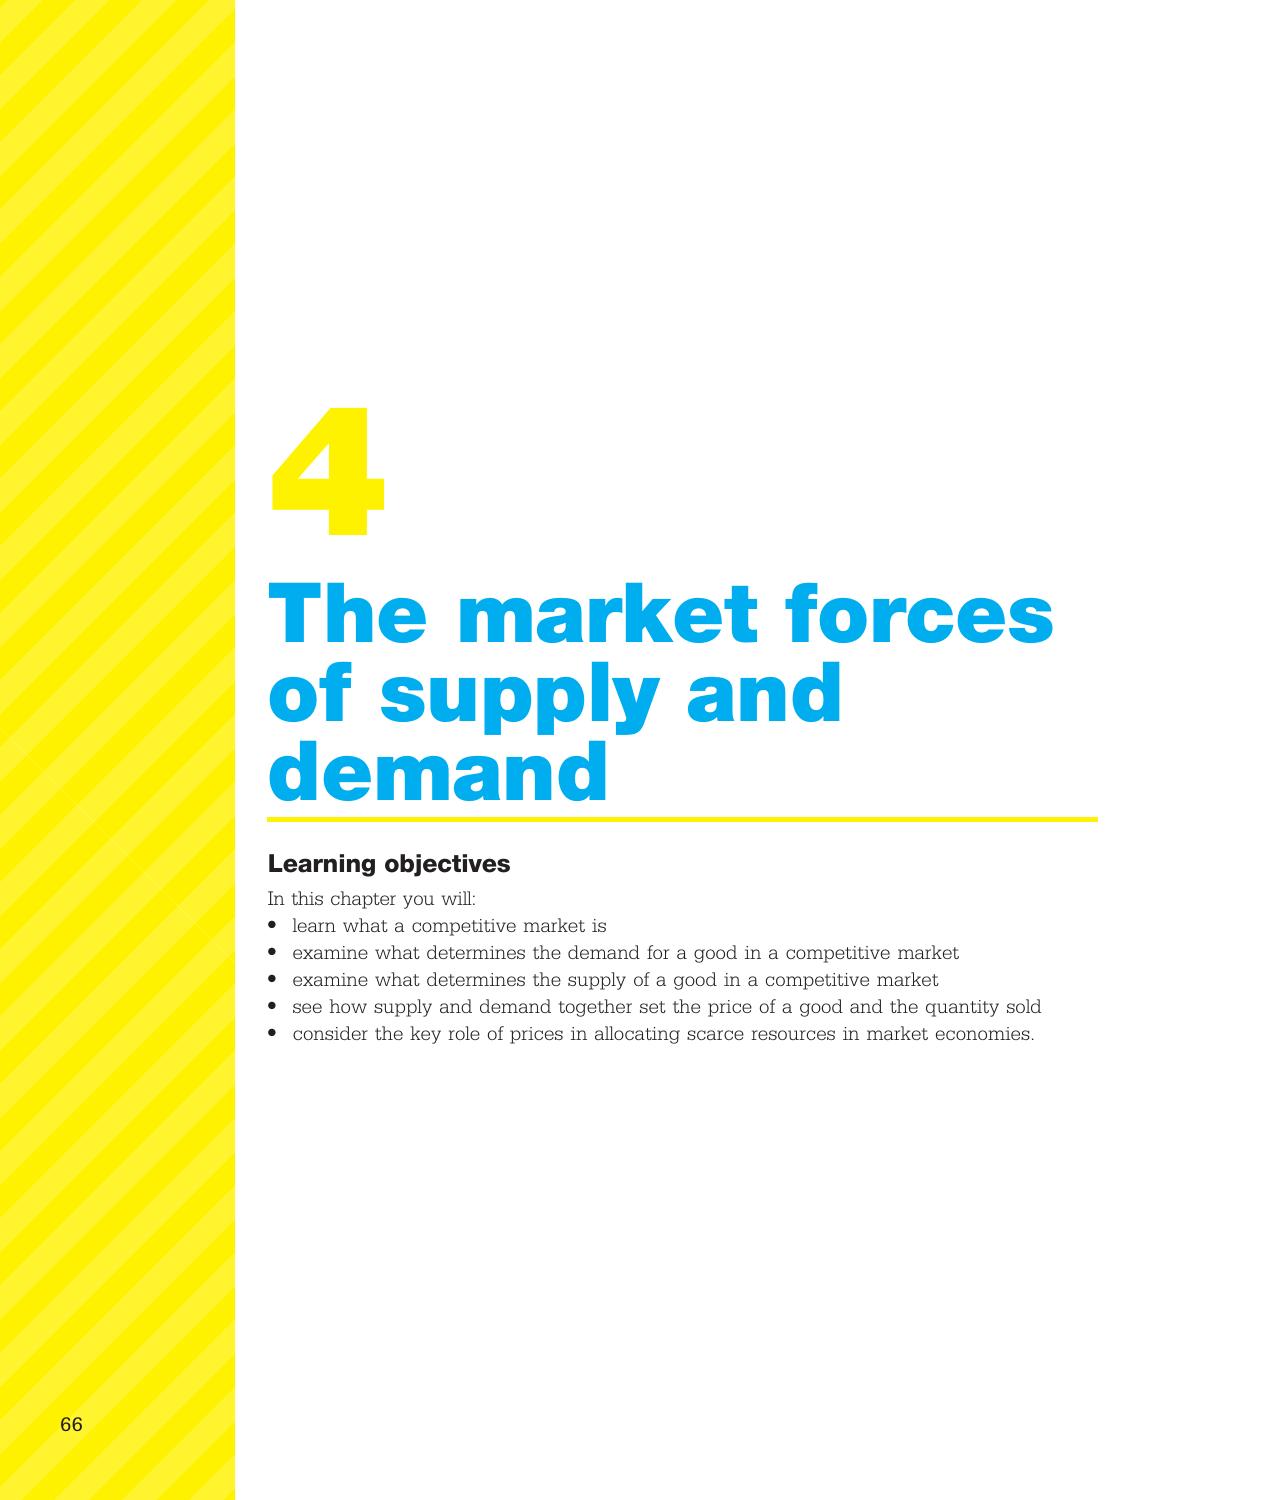 4
The market forces
of supply and
demand
Learning objectives
In this chapter you will:
• learn what a competitive market is
• examine what determines the demand for a good in a competitive market
• examine what determines the supply of a good in a competitive market
• see how supply and demand together set the price of a good and the quantity sold
• consider the key role of prices in allocating scarce resources in market economies.
66